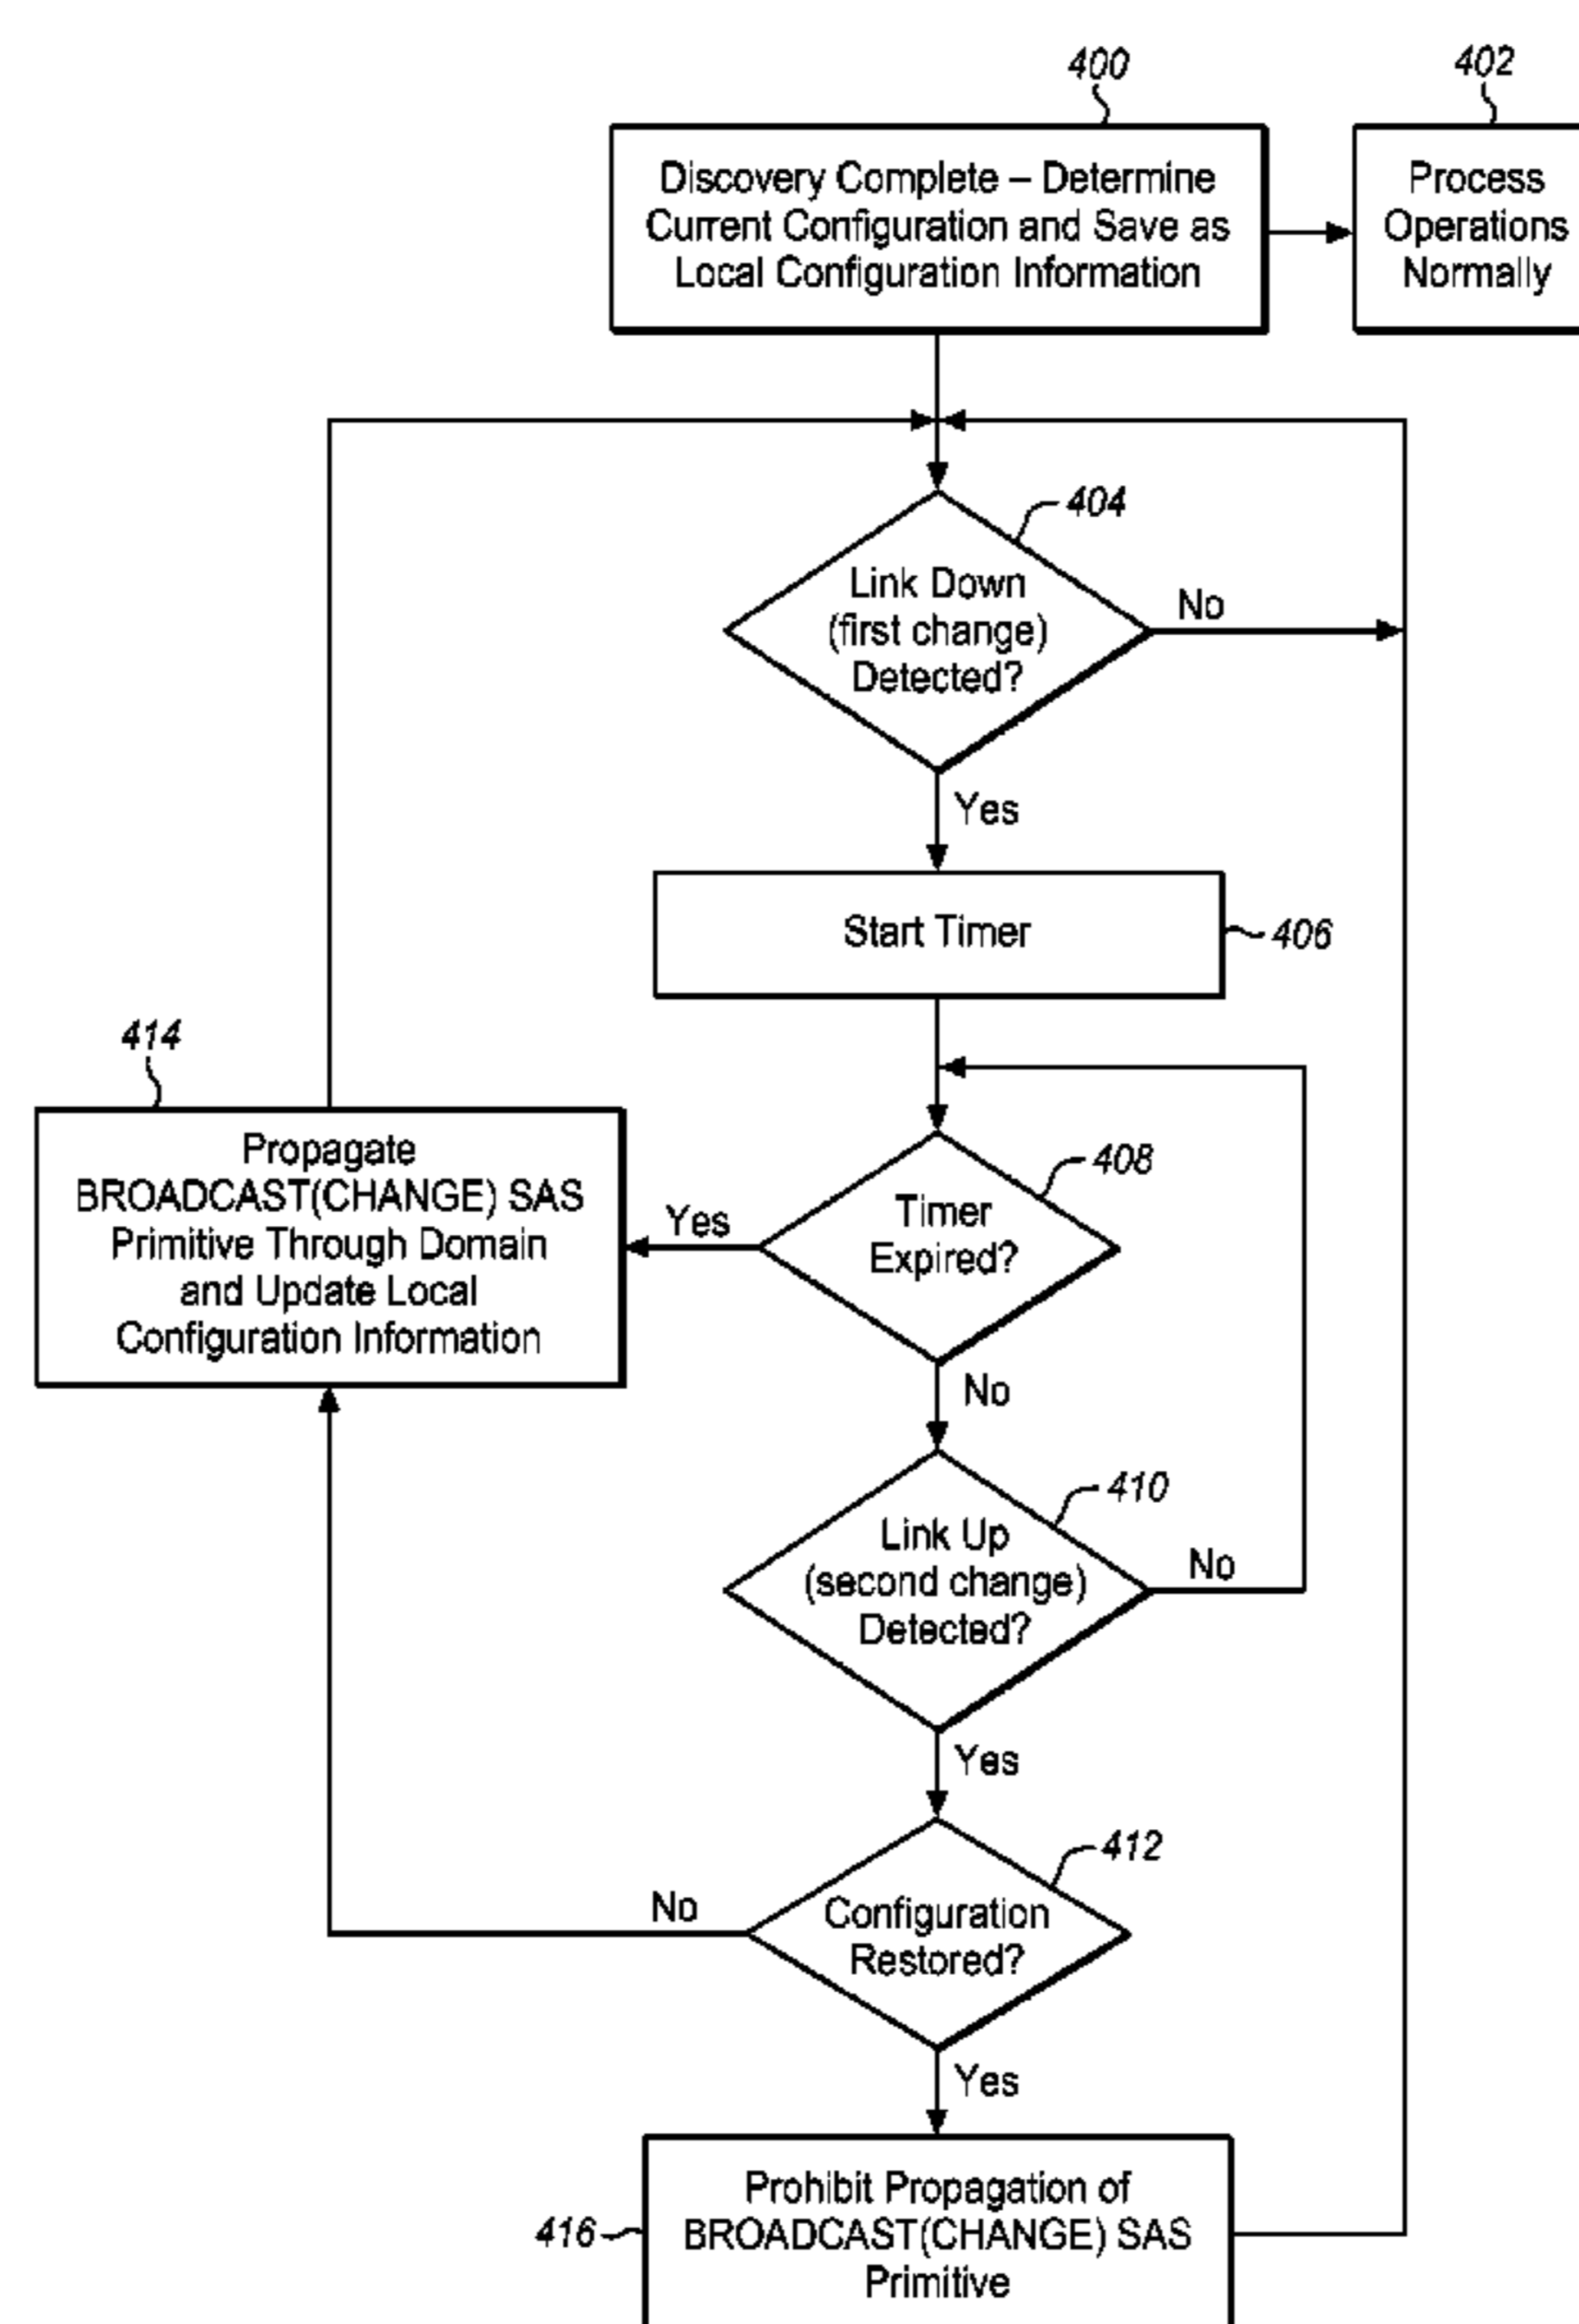 400
402
Discovery Complete – Determine
Current Configuration and Save as
Local Configuration Information
Process
Operations
Normally
404
Link Down
(first change)
Detected?
No
Yes
Start Timer
406
414
Propagate
BROADCAST(CHANGE) SAS
Primitive Through Domain
and Update Local
Configuration Information
408
Timer
Expired?
Yes
No
410
Link Up
(second change)
Detected?
No
Yes
412
Configuration
Restored?
No
Yes
416
Prohibit Propagation of
BROADCAST(CHANGE) SAS
Primitive